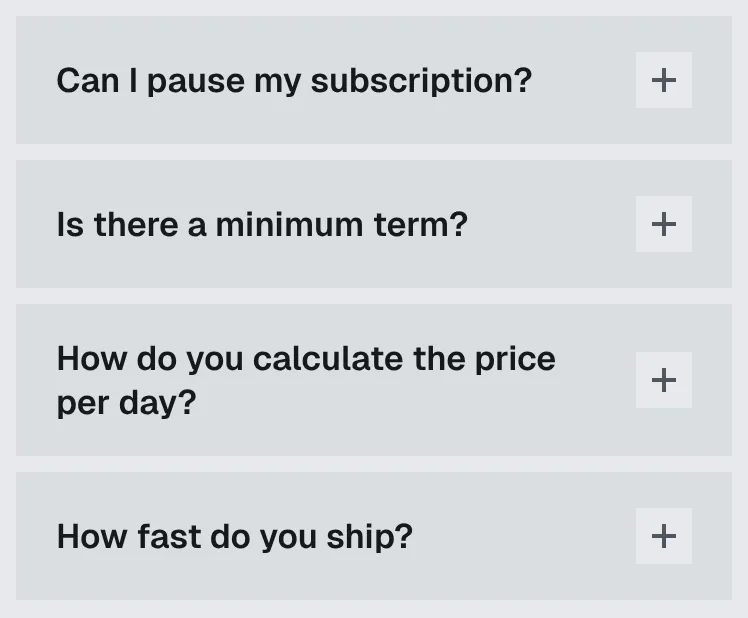 Can I pause my subscription?
Is there a minimum term?
How do you calculate the price
per day?
How fast do you ship?